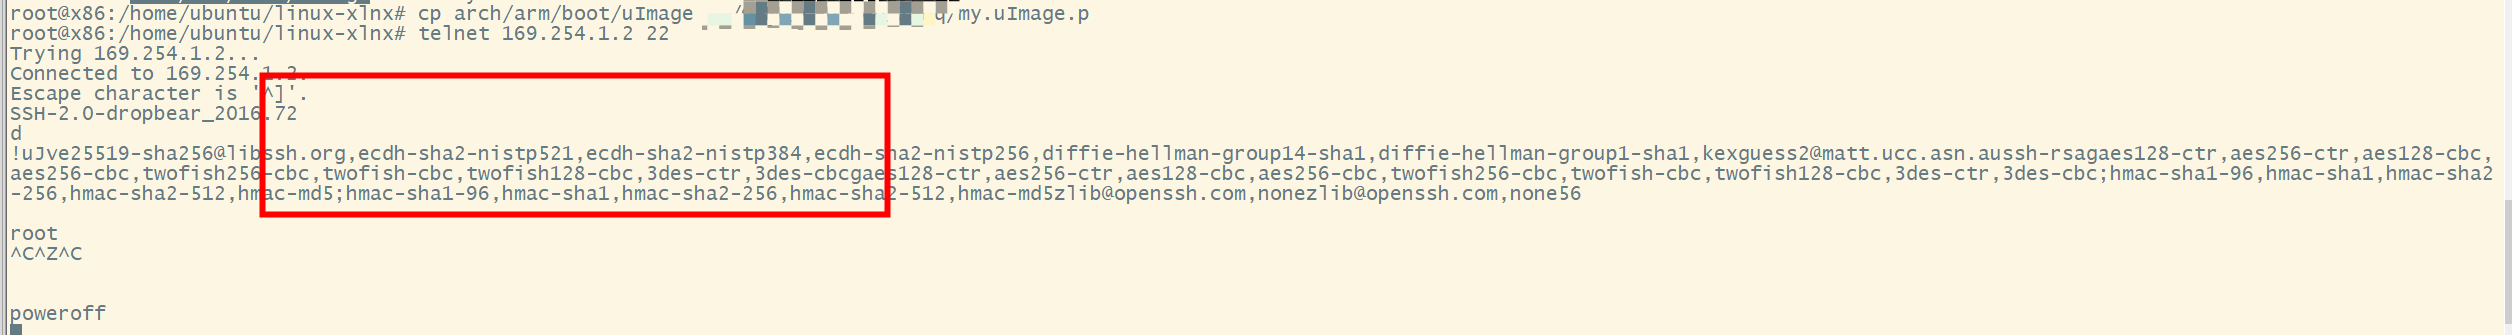 root@x86:/home/ubuntu/linux-xlnx# cp arch/arm/boot/uImage q/my.uImage.p
root@x86:/home/ubuntu/linux-xlnx# telnet 169.254.1.2 22
Trying 169.254.1.2...
Connected to 169.254.1.2.
Escape character is '^]'.
SSH-2.0-dropbear_2016.72
d
!uJve25519-sha256@libssh.org,ecdh-sha2-nistp521,ecdh-sha2-nistp384,ecdh-sha2-nistp256,diffie-hellman-group14-sha1,diffie-hellman-group1-sha1,kexguess2@matt.ucc.asn.aussh-rsagaes128-ctr,aes256-ctr,aes128-cbc,
aes256-cbc,twofish256-cbc,twofish-cbc,twofish128-cbc,3des-ctr,3des-cbcgaes128-ctr,aes256-ctr,aes128-cbc,aes256-cbc,twofish256-cbc,twofish-cbc,twofish128-cbc,3des-ctr,3des-cbc;hmac-sha1-96,hmac-sha1,hmac-sha2
-256,hmac-sha2-512,hmac-md5;hmac-sha1-96,hmac-sha1,hmac-sha2-256,hmac-sha2-512,hmac-md5zlib@openssh.com,nonezlib@openssh.com,none56
root
^C^Z^C
poweroff